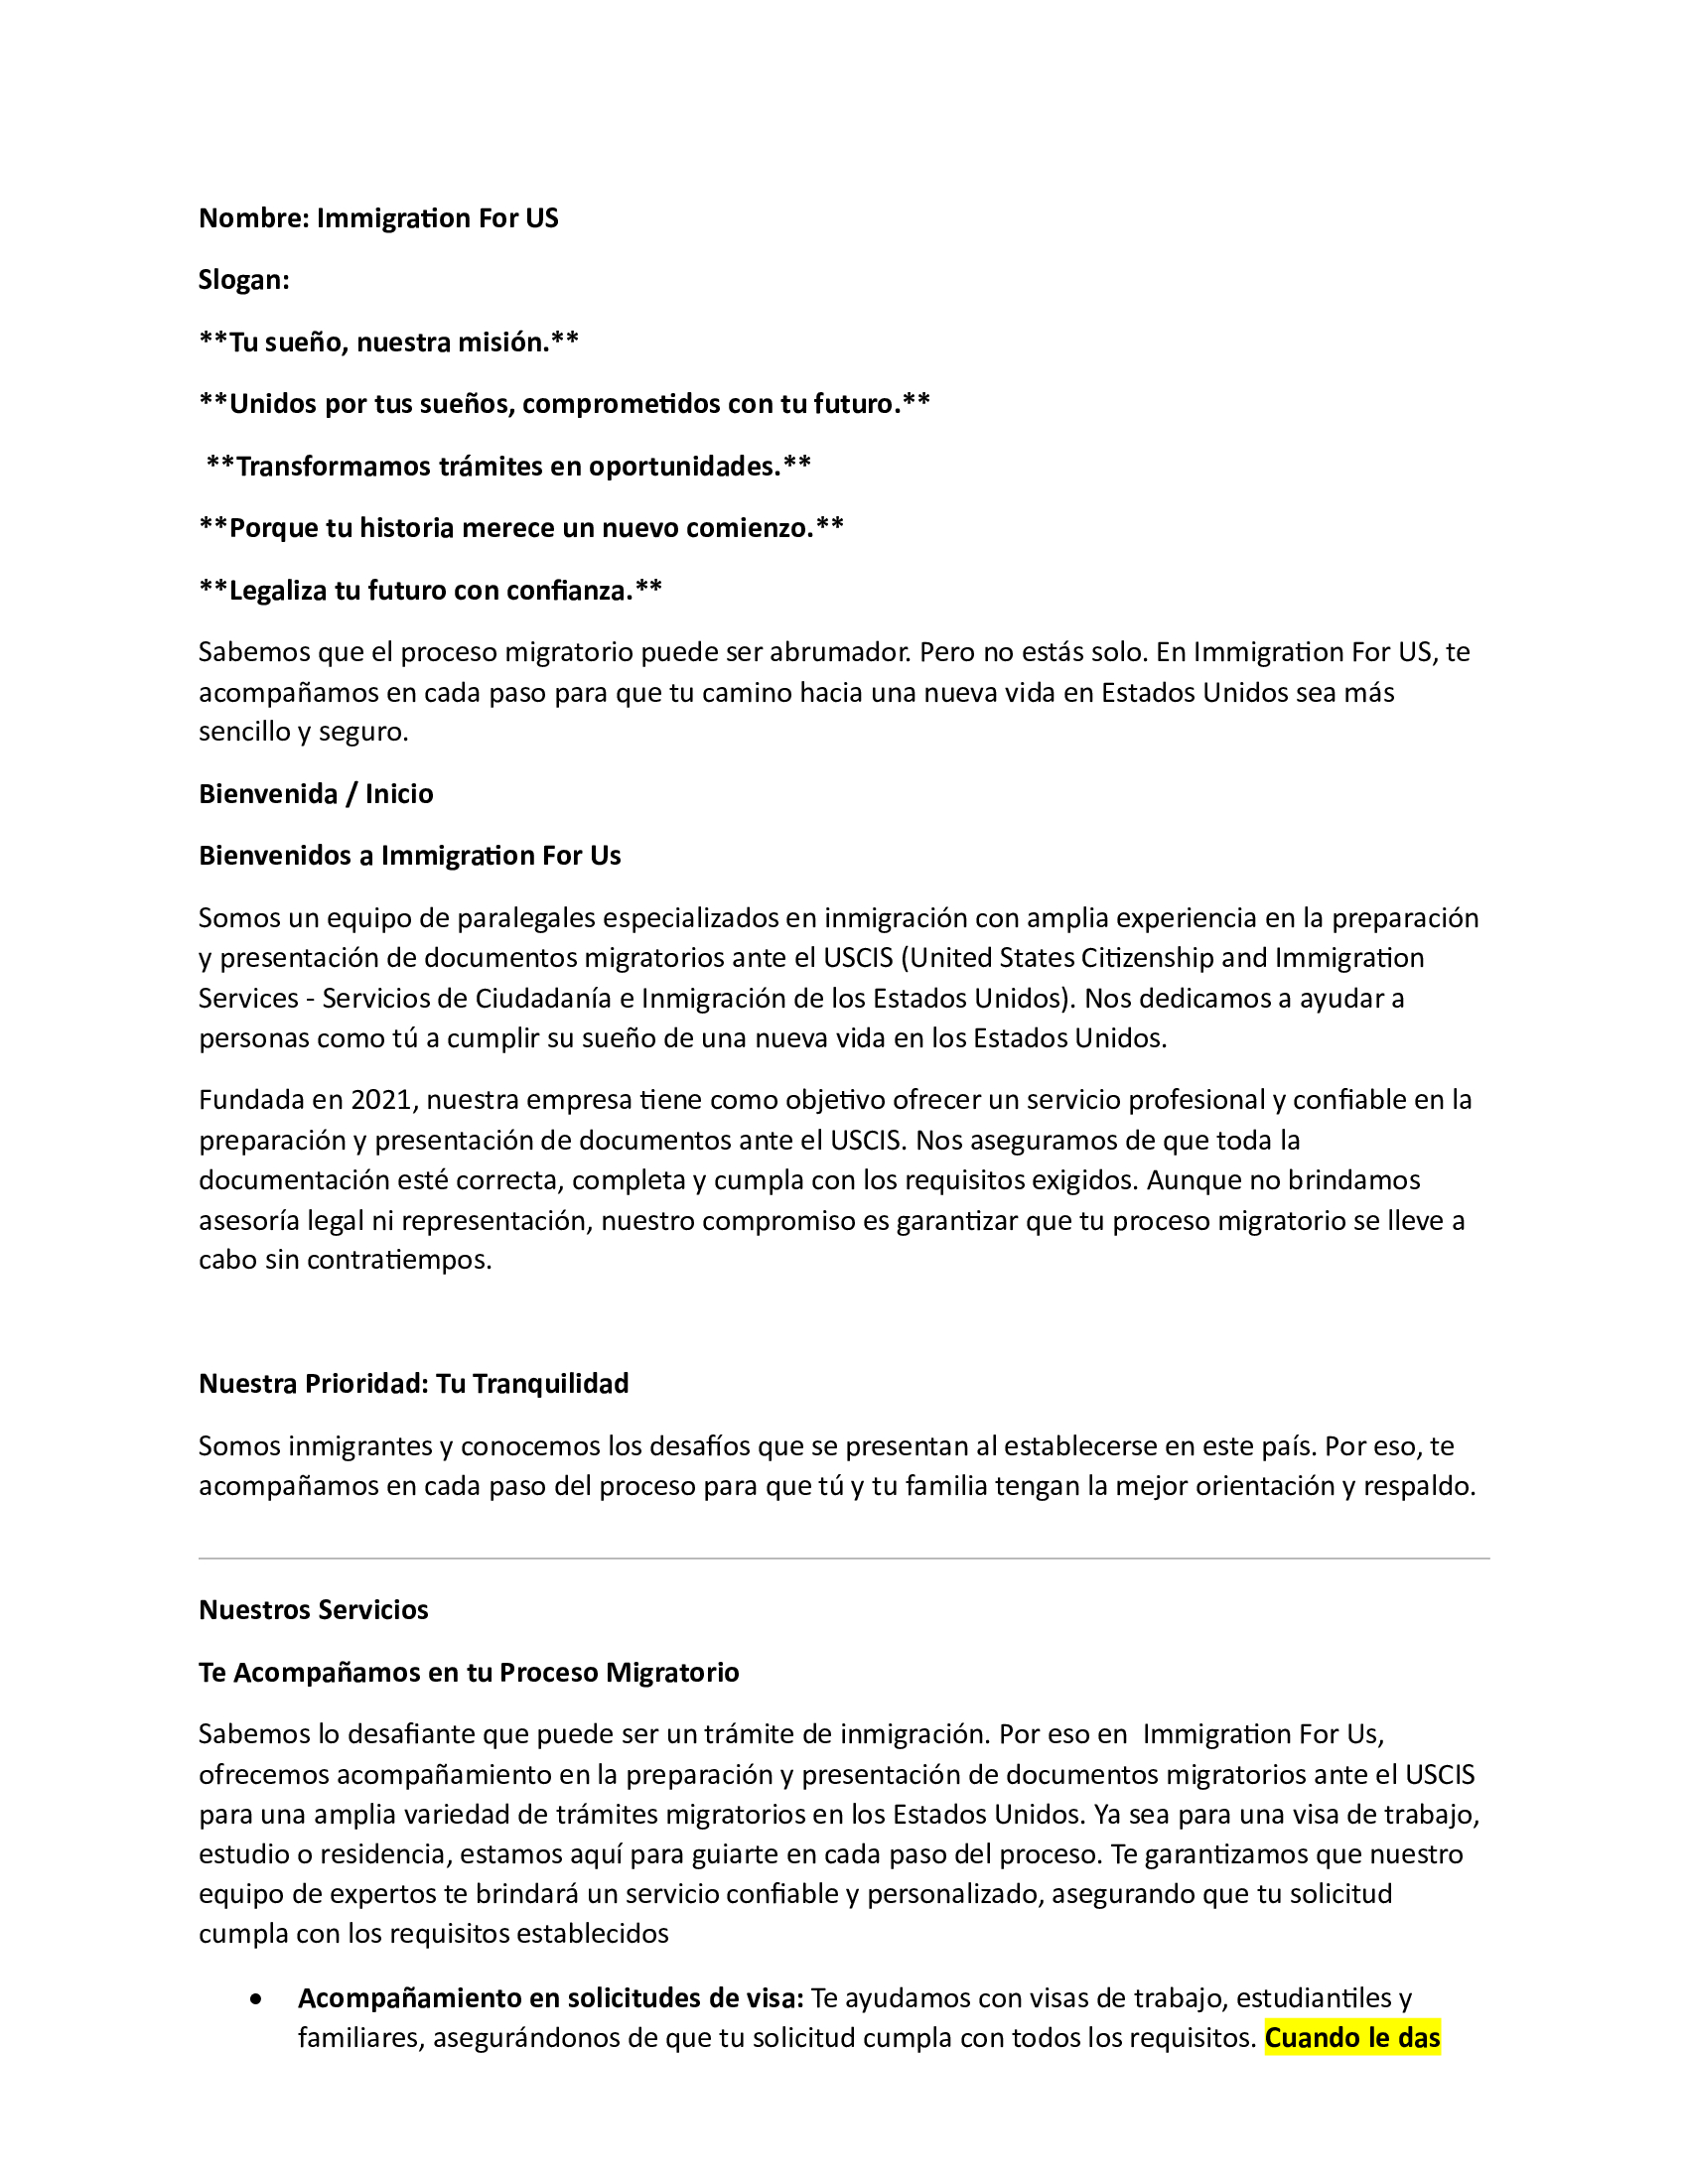 Nombre: Immigration For US
Slogan:
**Tu sueño, nuestra misión.**
**Unidos por tus sueños, comprometidos con tu futuro.**
**Transformamos trámites en oportunidades.**
**Porque tu historia merece un nuevo comienzo.**
**Legaliza tu futuro con confianza.**
Sabemos que el proceso migratorio puede ser abrumador. Pero no estás solo. En Immigration For US, te
acompañamos en cada paso para que tu camino hacia una nueva vida en Estados Unidos sea más
sencillo y seguro.
Bienvenida / Inicio
Bienvenidos a Immigration For Us
Somos un equipo de paralegales especializados en inmigración con amplia experiencia en la preparación
y presentación de documentos migratorios ante el USCIS (United States Citizenship and Immigration
Services - Servicios de Ciudadanía e Inmigración de los Estados Unidos). Nos dedicamos a ayudar a
personas como tú a cumplir su sueño de una nueva vida en los Estados Unidos.
Fundada en 2021, nuestra empresa tiene como objetivo ofrecer un servicio profesional y confiable en la
preparación y presentación de documentos ante el USCIS. Nos aseguramos de que toda la
documentación esté correcta, completa y cumpla con los requisitos exigidos. Aunque no brindamos
asesoría legal ni representación, nuestro compromiso es garantizar que tu proceso migratorio se lleve a
cabo sin contratiempos.
Nuestra Prioridad: Tu Tranquilidad
Somos inmigrantes y conocemos los desafíos que se presentan al establecerse en este país. Por eso, te
acompañamos en cada paso del proceso para que tú y tu familia tengan la mejor orientación y respaldo.
Nuestros Servicios
Te Acompañamos en tu Proceso Migratorio
Sabemos lo desafiante que puede ser un trámite de inmigración. Por eso en  Immigration For Us,
ofrecemos acompañamiento en la preparación y presentación de documentos migratorios ante el USCIS
para una amplia variedad de trámites migratorios en los Estados Unidos. Ya sea para una visa de trabajo,
estudio o residencia, estamos aquí para guiarte en cada paso del proceso. Te garantizamos que nuestro
equipo de expertos te brindará un servicio confiable y personalizado, asegurando que tu solicitud
cumpla con los requisitos establecidos
• Acompañamiento en solicitudes de visa: Te ayudamos con visas de trabajo, estudiantiles y
familiares, asegurándonos de que tu solicitud cumpla con todos los requisitos. Cuando le das